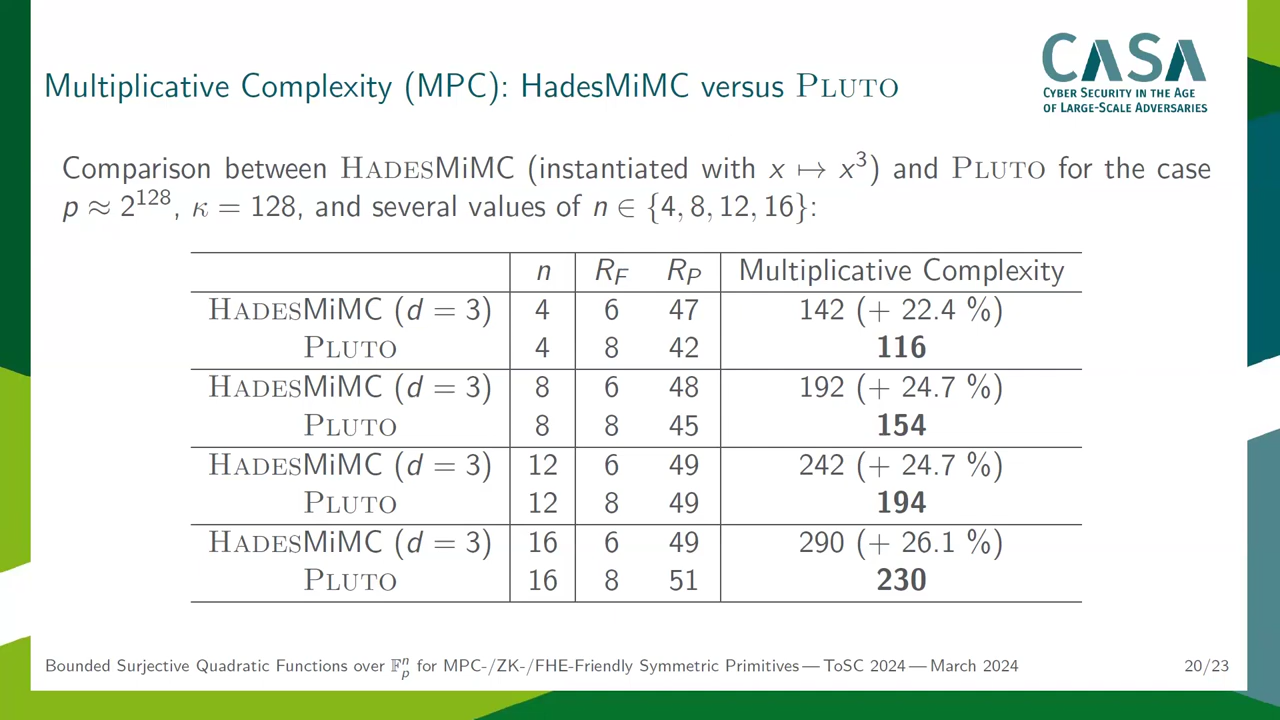 CASA
CYBER SECURITY IN THE AGE
OF LARGE-SCALE ADVERSARIES
Multiplicative Complexity (MPC): HadesMiMC versus PLUTO
Comparison between HADESMiMC (instantiated with x ↦ x³) and PLUTO for the case
p ≈ 2¹²⁸, κ = 128, and several values of n ∈ {4, 8, 12, 16}:
n R_F R_P Multiplicative Complexity
HADESMiMC (d = 3) 4 6 47 142 (+ 22.4 %)
PLUTO 4 8 42 116
HADESMiMC (d = 3) 8 6 48 192 (+ 24.7 %)
PLUTO 8 8 45 154
HADESMiMC (d = 3) 12 6 49 242 (+ 24.7 %)
PLUTO 12 8 49 194
HADESMiMC (d = 3) 16 6 49 290 (+ 26.1 %)
PLUTO 16 8 51 230
Bounded Surjective Quadratic Functions over 𝔽ₚⁿ for MPC-/ZK-/FHE-Friendly Symmetric Primitives — ToSC 2024 — March 2024 20/23